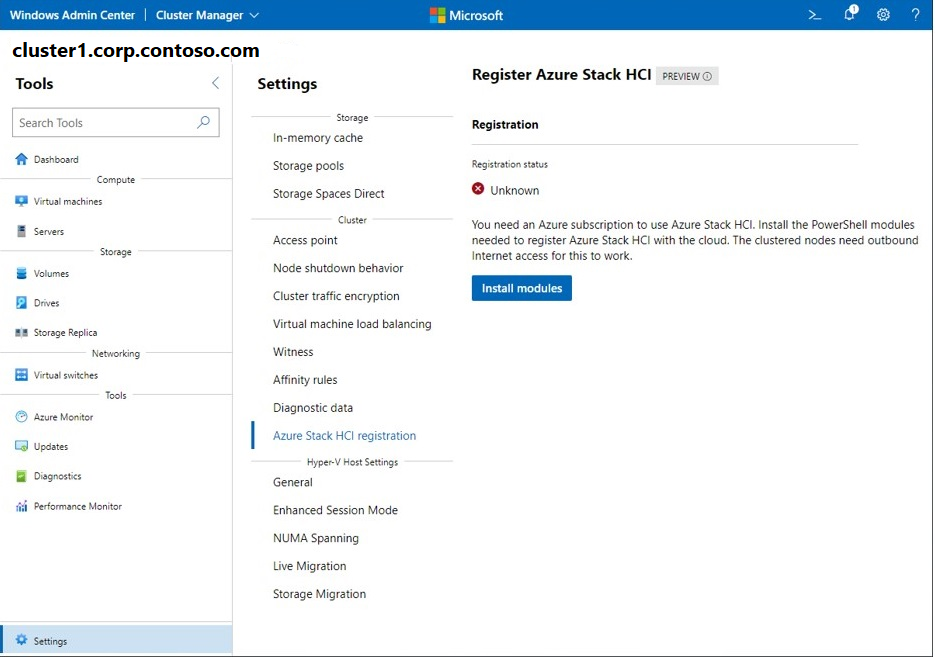 Windows Admin Center
Cluster Manager
Microsoft
1
cluster1.corp.contoso.com
Tools
Search Tools
Dashboard
Compute
Virtual machines
Servers
Storage
Volumes
Drives
Storage Replica
Networking
Virtual switches
Tools
Azure Monitor
Updates
Diagnostics
Performance Monitor
Settings
Settings
Storage
In-memory cache
Storage pools
Storage Spaces Direct
Cluster
Access point
Node shutdown behavior
Cluster traffic encryption
Virtual machine load balancing
Witness
Affinity rules
Diagnostic data
Azure Stack HCI registration
Hyper-V Host Settings
General
Enhanced Session Mode
NUMA Spanning
Live Migration
Storage Migration
Register Azure Stack HCI PREVIEW
Registration
Registration status
Unknown
You need an Azure subscription to use Azure Stack HCI. Install the PowerShell modules
needed to register Azure Stack HCI with the cloud. The clustered nodes need outbound
Internet access for this to work.
Install modules